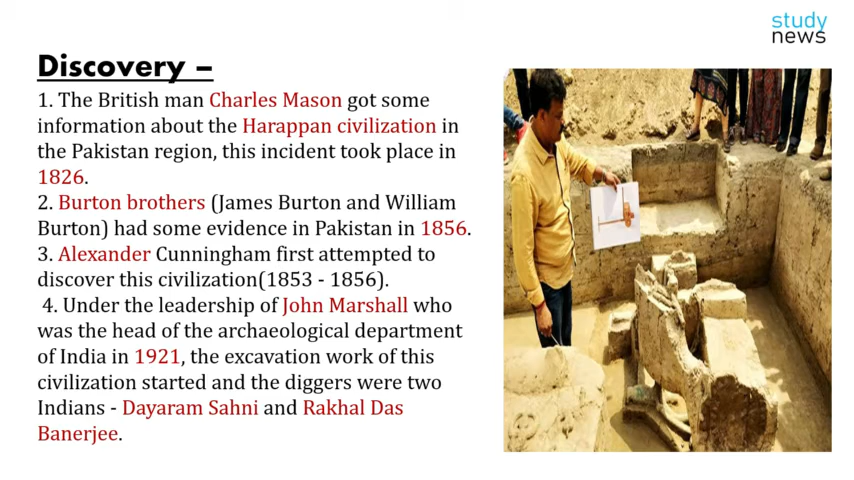 study
news
Discovery –
1. The British man Charles Mason got some
information about the Harappan civilization in
the Pakistan region, this incident took place in
1826.
2. Burton brothers (James Burton and William
Burton) had some evidence in Pakistan in 1856.
3. Alexander Cunningham first attempted to
discover this civilization(1853 - 1856).
4. Under the leadership of John Marshall who
was the head of the archaeological department
of India in 1921, the excavation work of this
civilization started and the diggers were two
Indians - Dayaram Sahni and Rakhal Das
Banerjee.